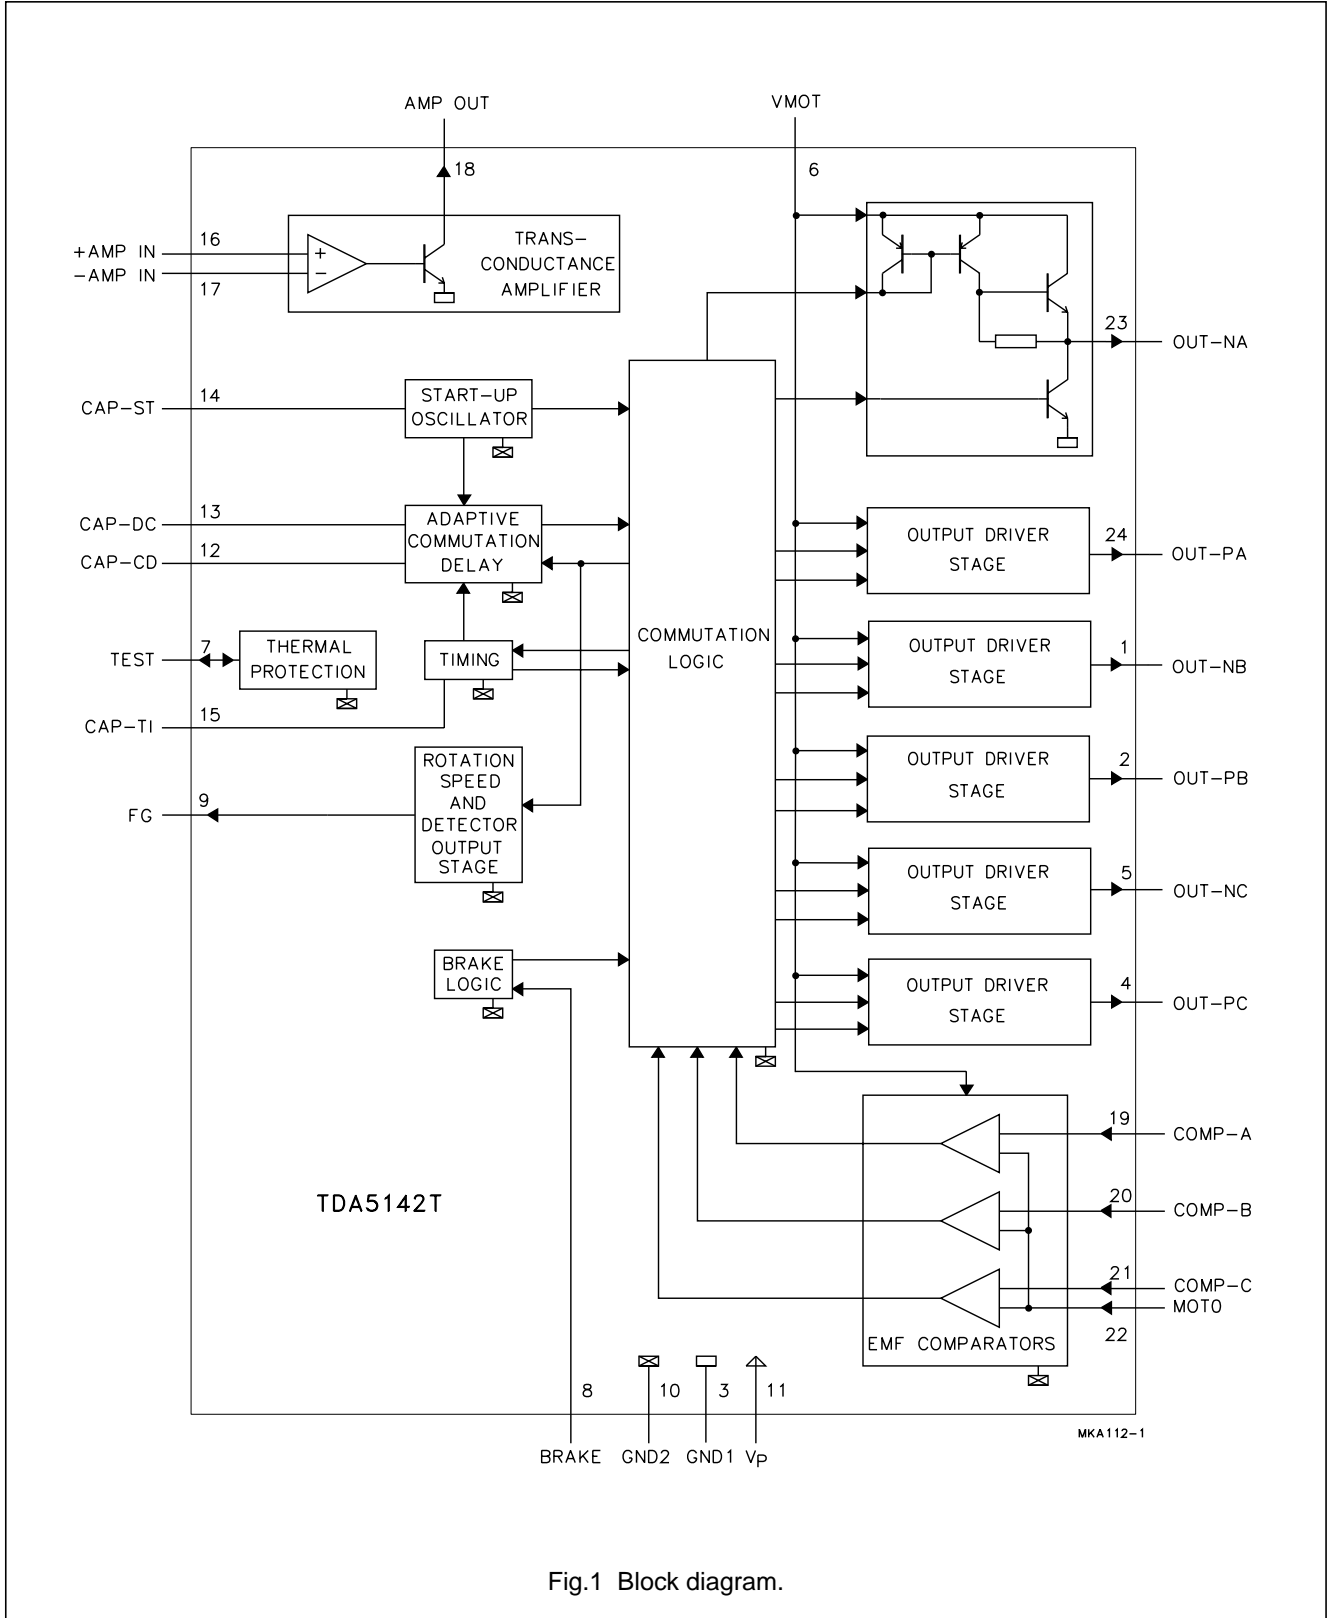 AMP OUT
VMOT
18
6
+AMP IN
16
−AMP IN
17
+
−
TRANS−
CONDUCTANCE
AMPLIFIER
23
OUT−NA
CAP−ST
14
START−UP
OSCILLATOR
CAP−DC
13
CAP−CD
12
ADAPTIVE
COMMUTATION
DELAY
OUTPUT DRIVER
STAGE
24
OUT−PA
TEST
7
THERMAL
PROTECTION
TIMING
COMMUTATION
LOGIC
OUTPUT DRIVER
STAGE
1
OUT−NB
CAP−TI
15
ROTATION
SPEED
AND
DETECTOR
OUTPUT
STAGE
FG
9
OUTPUT DRIVER
STAGE
2
OUT−PB
OUTPUT DRIVER
STAGE
5
OUT−NC
BRAKE
LOGIC
OUTPUT DRIVER
STAGE
4
OUT−PC
19
COMP−A
20
COMP−B
21
COMP−C
MOT0
22
EMF COMPARATORS
TDA5142T
8
10
3
11
BRAKE
GND2
GND1
VP
MKA112−1
Fig.1 Block diagram.